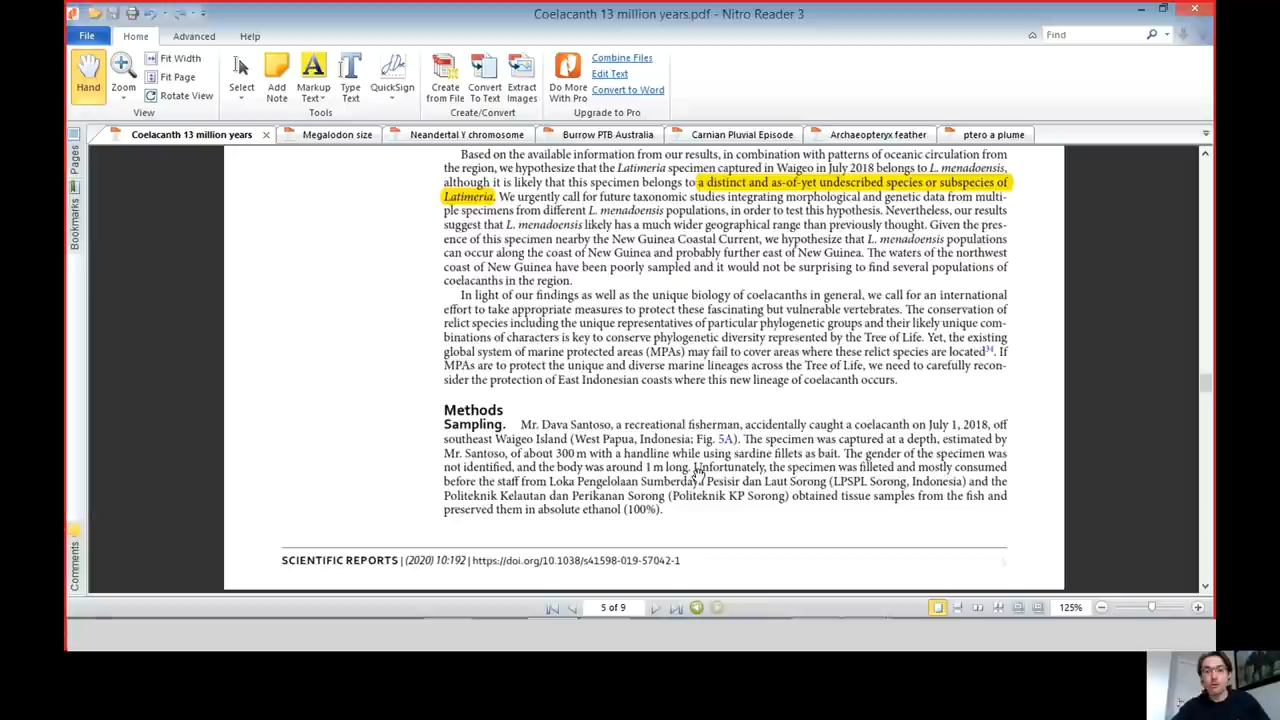 Coelacanth 13 million years.pdf - Nitro Reader 3
File Home Advanced Help Find
Hand
Zoom
Fit Width
Fit Page
Rotate View
View
Select
Add Note
Markup Text
Type Text
QuickSign
Tools
Create from File
Convert To Text
Extract Images
Create/Convert
Do More With Pro
Combine Files
Edit Text
Convert to Word
Upgrade to Pro
Coelacanth 13 million years Megalodon size Neandertal Y chromosome Burrow PTB Australia Carnian Pluvial Episode Archaeopteryx feather ptero a plume
Pages
Bookmarks
Comments
Based on the available information from our results, in combination with patterns of oceanic circulation from
the region, we hypothesize that the Latimeria specimen captured in Waigeo in July 2018 belongs to L. menadoensis,
although it is likely that this specimen belongs to a distinct and as-of-yet undescribed species or subspecies of
Latimeria. We urgently call for future taxonomic studies integrating morphological and genetic data from multi-
ple specimens from different L. menadoensis populations, in order to test this hypothesis. Nevertheless, our results
suggest that L. menadoensis likely has a much wider geographical range than previously thought. Given the pres-
ence of this specimen nearby the New Guinea Coastal Current, we hypothesize that L. menadoensis populations
can occur along the coast of New Guinea and probably further east of New Guinea. The waters of the northwest
coast of New Guinea have been poorly sampled and it would not be surprising to find several populations of
coelacanths in the region.
In light of our findings as well as the unique biology of coelacanths in general, we call for an international
effort to take appropriate measures to protect these fascinating but vulnerable vertebrates. The conservation of
relict species including the unique representatives of particular phylogenetic groups and their likely unique com-
binations of characters is key to conserve phylogenetic diversity represented by the Tree of Life. Yet, the existing
global system of marine protected areas (MPAs) may fail to cover areas where these relict species are located34. If
MPAs are to protect the unique and diverse marine lineages across the Tree of Life, we need to carefully recon-
sider the protection of East Indonesian coasts where this new lineage of coelacanth occurs.
Methods
Sampling. Mr. Dava Santoso, a recreational fisherman, accidentally caught a coelacanth on July 1, 2018, off
southeast Waigeo Island (West Papua, Indonesia; Fig. 5A). The specimen was captured at a depth, estimated by
Mr. Santoso, of about 300 m with a handline while using sardine fillets as bait. The gender of the specimen was
not identified, and the body was around 1 m long. Unfortunately, the specimen was filleted and mostly consumed
before the staff from Loka Pengelolaan Sumberdaya Pesisir dan Laut Sorong (LPSPL Sorong, Indonesia) and the
Politeknik Kelautan dan Perikanan Sorong (Politeknik KP Sorong) obtained tissue samples from the fish and
preserved them in absolute ethanol (100%).
SCIENTIFIC REPORTS | (2020) 10:192 | https://doi.org/10.1038/s41598-019-57042-1
5 of 9
125%